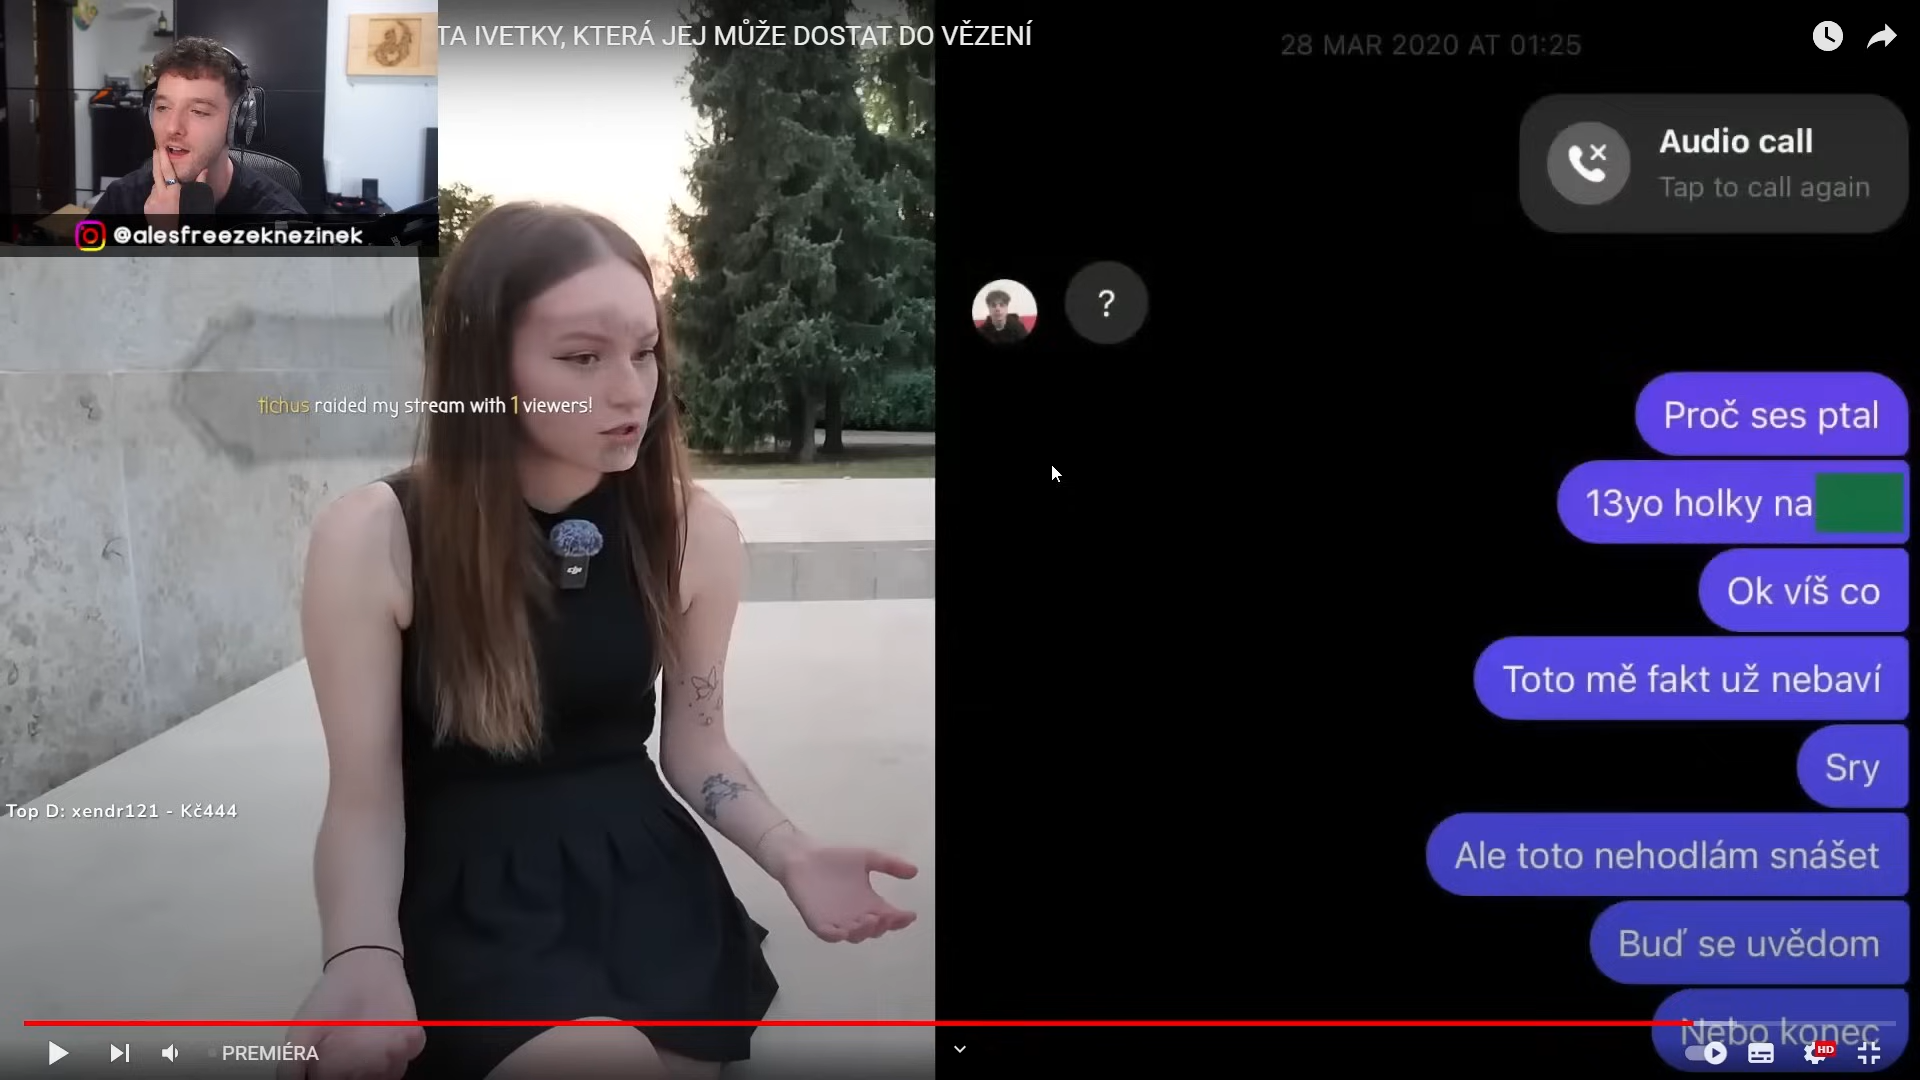 TA IVETKY, KTERÁ JEJ MŮŽE DOSTAT DO VĚZENÍ
@alesfreezeknezinek
tichus raided my stream with 1 viewers!
Top D: xendr121 - Kč444
28 MAR 2020 AT 01:25
Audio call
Tap to call again
?
Proč ses ptal
13yo holky na
Ok víš co
Toto mě fakt už nebaví
Sry
Ale toto nehodlám snášet
Buď se uvědom
Nebo konec
PREMIÉRA
HD